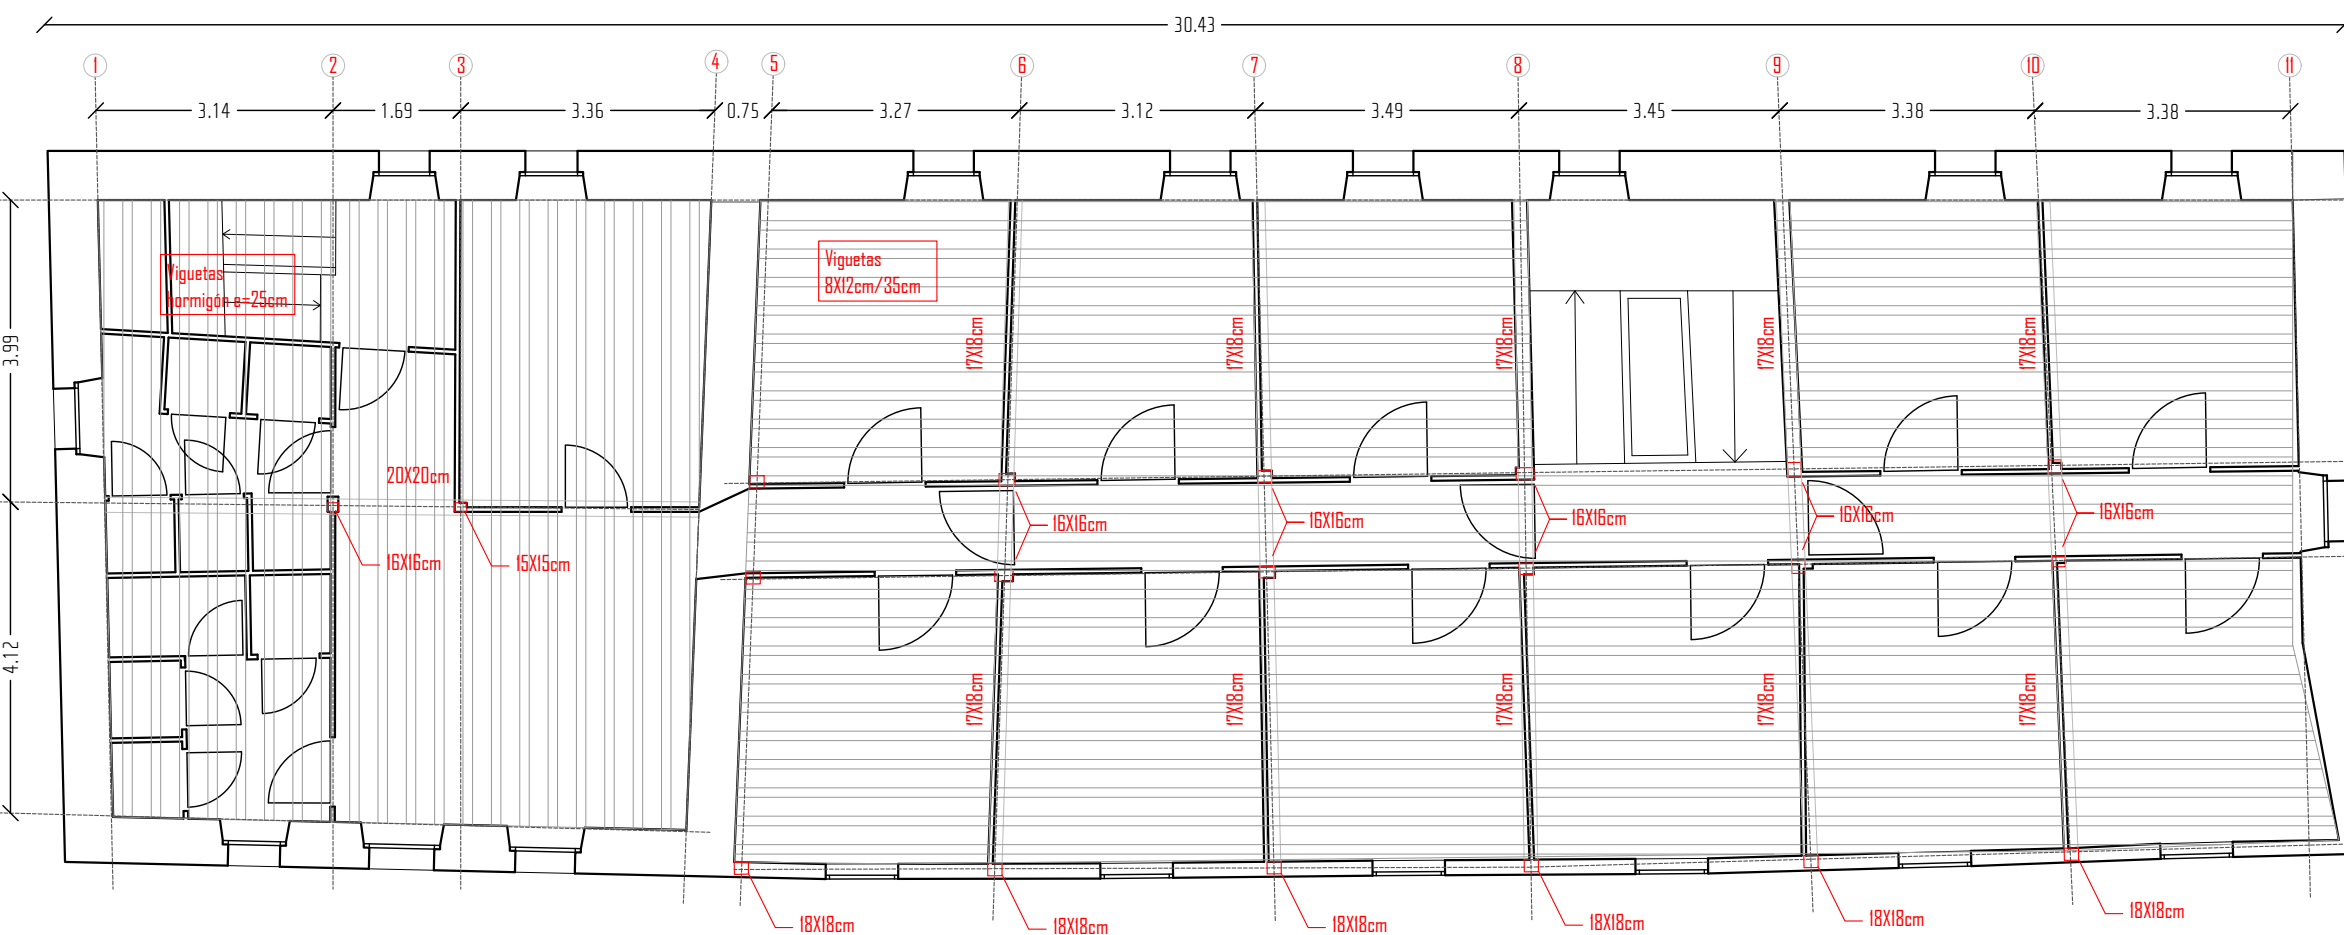 30.43
1 2 3 4 5 6 7 8 9 10 11
3.14 1.69 3.36 0.75 3.27 3.12 3.49 3.45 3.38 3.38
Viguetas
8X12cm/35cm
Viguetas
hormigón e=25cm
3.99
17X18cm 17X18cm 17X18cm 17X18cm 17X18cm
20X20cm
16X16cm 16X16cm 16X16cm 16X16cm 16X16cm
16X16cm 15X15cm
4.12
17X18cm 17X18cm 17X18cm 17X18cm 17X18cm
18X18cm 18X18cm 18X18cm 18X18cm 18X18cm 18X18cm